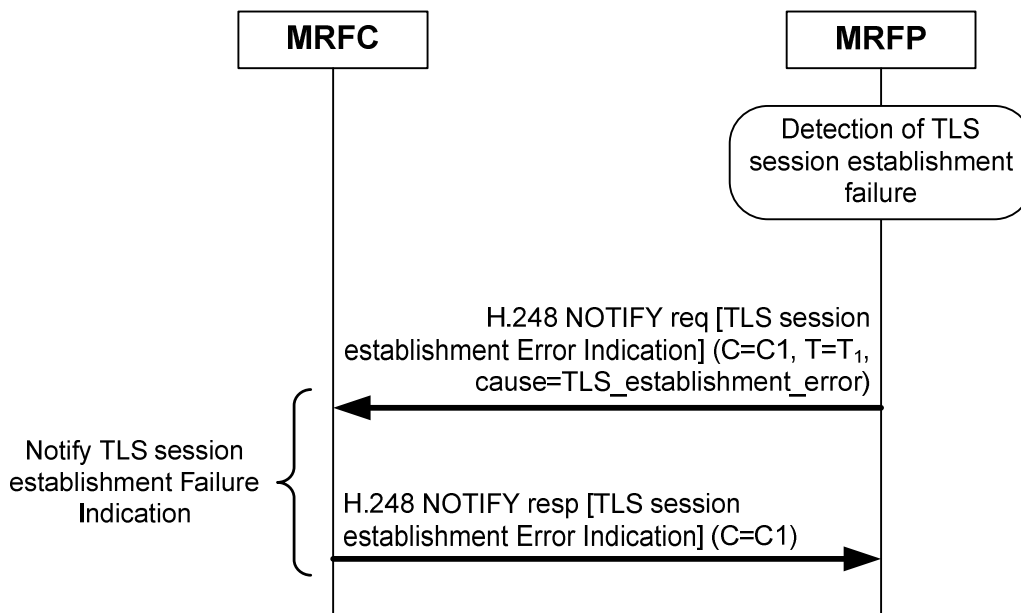 MRFC
MRFP
Detection of TLS
session establishment
failure
H.248 NOTIFY req [TLS session
establishment Error Indication] (C=C1, T=T₁,
cause=TLS_establishment_error)
Notify TLS session
establishment Failure
Indication
H.248 NOTIFY resp [TLS session
establishment Error Indication] (C=C1)